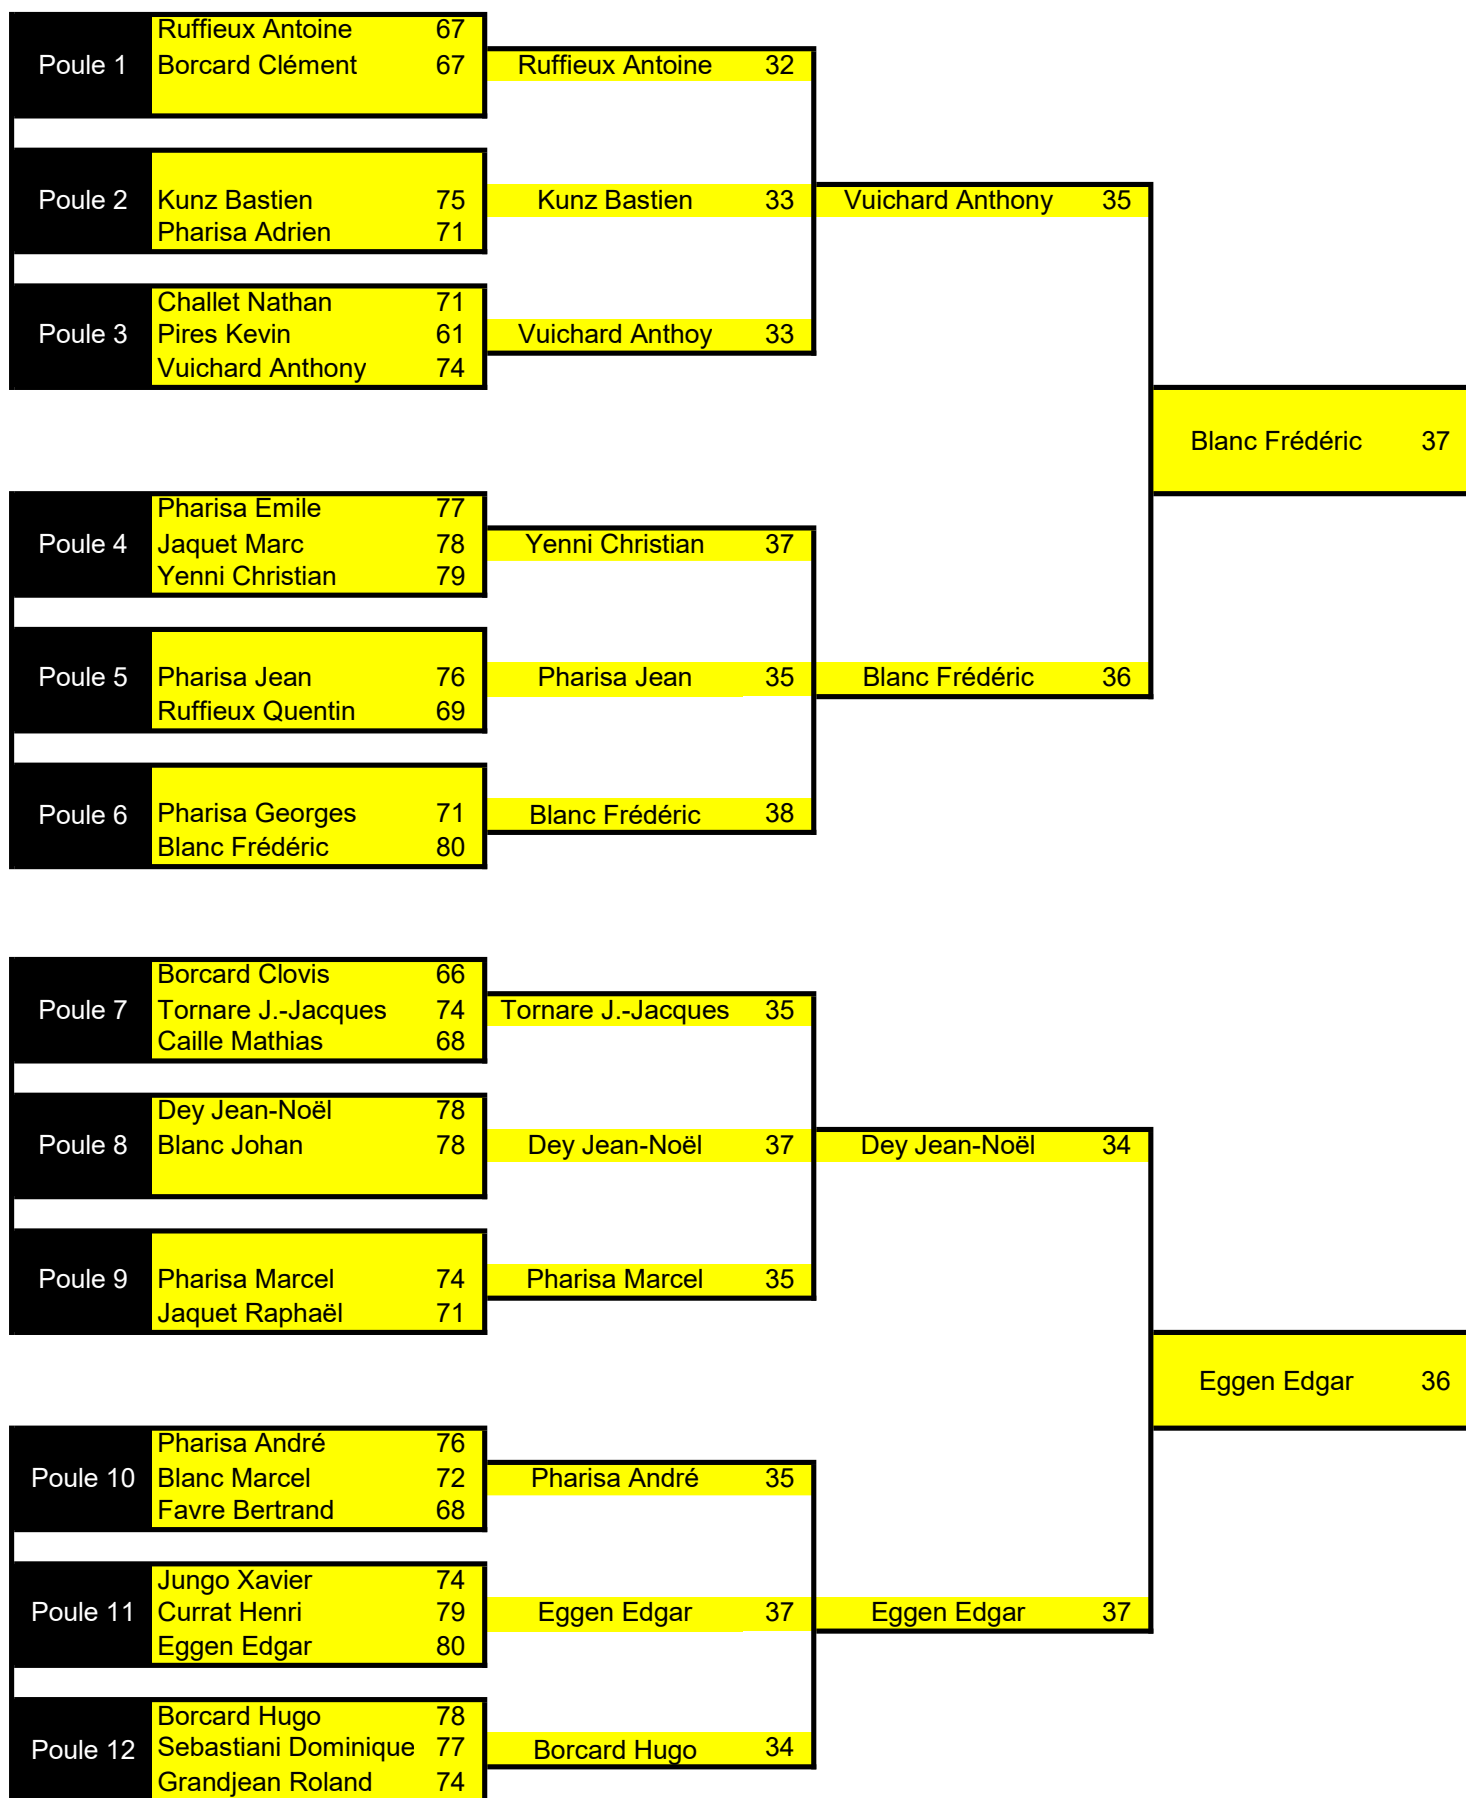 Ruffieux Antoine 67
Poule 1 Borcard Clément 67 Ruffieux Antoine 32
Poule 2 Kunz Bastien 75 Kunz Bastien 33 Vuichard Anthony 35
Pharisa Adrien 71
Challet Nathan 71
Poule 3 Pires Kevin 61 Vuichard Anthoy 33
Vuichard Anthony 74
Blanc Frédéric 37
Pharisa Emile 77
Poule 4 Jaquet Marc 78 Yenni Christian 37
Yenni Christian 79
Poule 5 Pharisa Jean 76 Pharisa Jean 35 Blanc Frédéric 36
Ruffieux Quentin 69
Poule 6 Pharisa Georges 71 Blanc Frédéric 38
Blanc Frédéric 80
Borcard Clovis 66
Poule 7 Tornare J.-Jacques 74 Tornare J.-Jacques 35
Caille Mathias 68
Dey Jean-Noël 78
Poule 8 Blanc Johan 78 Dey Jean-Noël 37 Dey Jean-Noël 34
Poule 9 Pharisa Marcel 74 Pharisa Marcel 35
Jaquet Raphaël 71
Eggen Edgar 36
Pharisa André 76
Poule 10 Blanc Marcel 72 Pharisa André 35
Favre Bertrand 68
Jungo Xavier 74
Poule 11 Currat Henri 79 Eggen Edgar 37 Eggen Edgar 37
Eggen Edgar 80
Borcard Hugo 78
Poule 12 Sebastiani Dominique 77 Borcard Hugo 34
Grandjean Roland 74